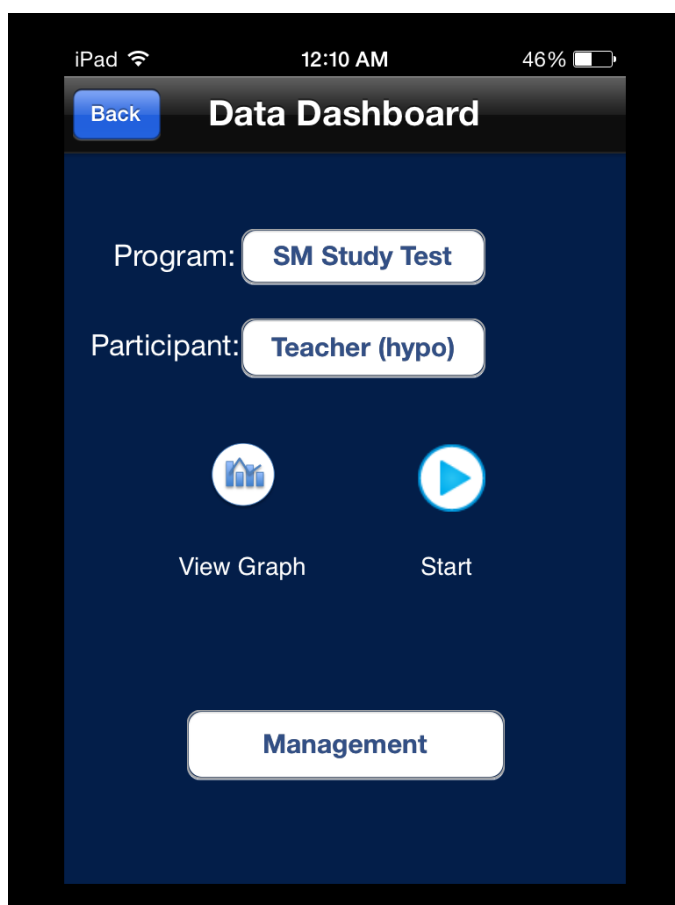 iPad 12:10 AM 46%
Back Data Dashboard
Program: SM Study Test
Participant: Teacher (hypo)
View Graph Start
Management